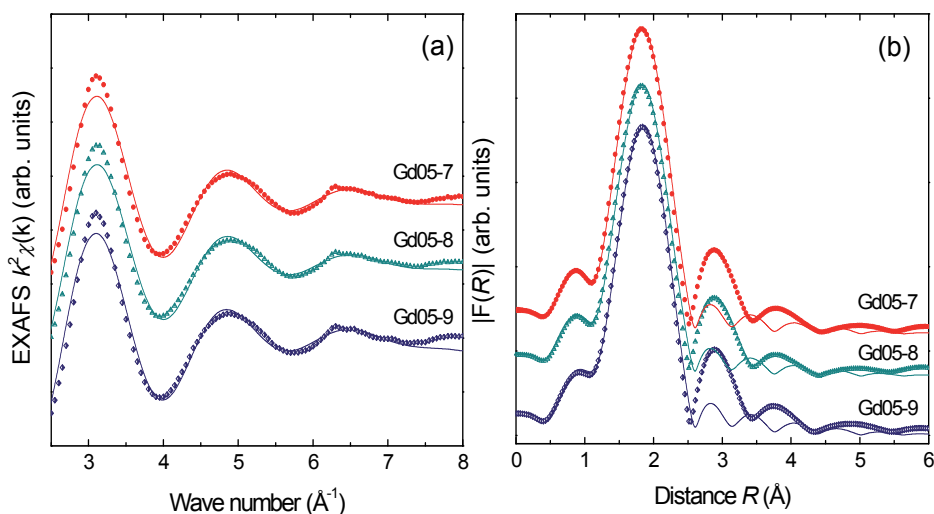 (a)
EXAFS k²χ(k) (arb. units)
Gd05-7
Gd05-8
Gd05-9
3 4 5 6 7 8
Wave number (Å⁻¹)
(b)
|F(R)| (arb. units)
Gd05-7
Gd05-8
Gd05-9
0 1 2 3 4 5 6
Distance R (Å)